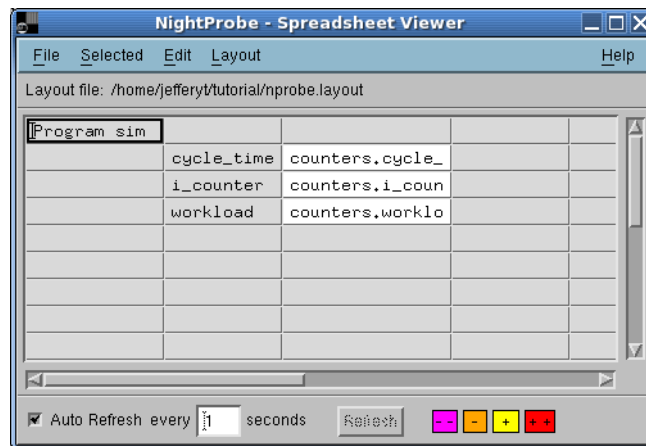 NightProbe - Spreadsheet Viewer
File Selected Edit Layout Help
Layout file: /home/jefferyt/tutorial/nprobe.layout
Program sim
cycle_time counters.cycle_
i_counter counters.i_coun
workload counters.worklo
Auto Refresh every 1 seconds Refresh -- - + ++